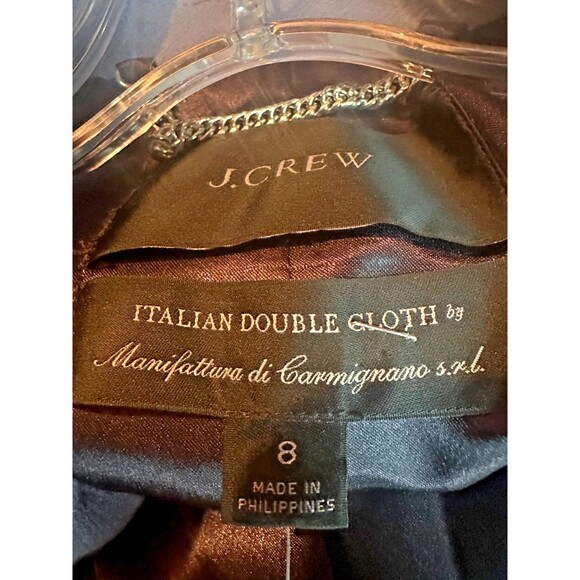 J.CREW
ITALIAN DOUBLE CLOTH by
Manifattura di Carmignano s.r.l.
8
MADE IN
PHILIPPINES